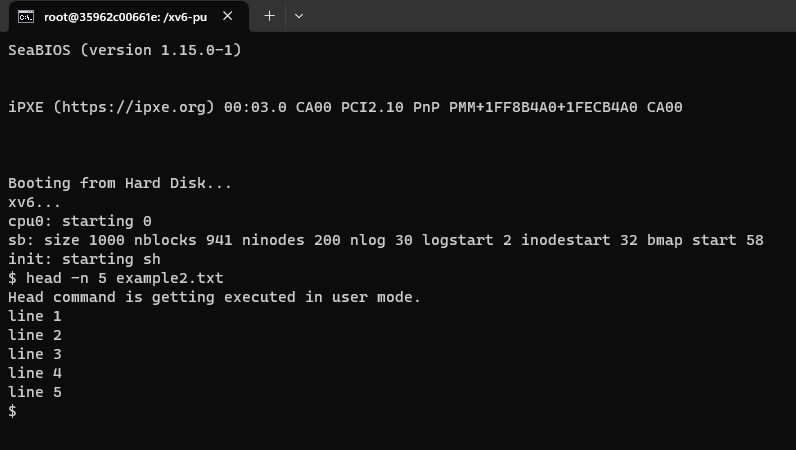 root@35962c00661e: /xv6-pu
SeaBIOS (version 1.15.0-1)
iPXE (https://ipxe.org) 00:03.0 CA00 PCI2.10 PnP PMM+1FF8B4A0+1FECB4A0 CA00
Booting from Hard Disk...
xv6...
cpu0: starting 0
sb: size 1000 nblocks 941 ninodes 200 nlog 30 logstart 2 inodestart 32 bmap start 58
init: starting sh
$ head -n 5 example2.txt
Head command is getting executed in user mode.
line 1
line 2
line 3
line 4
line 5
$